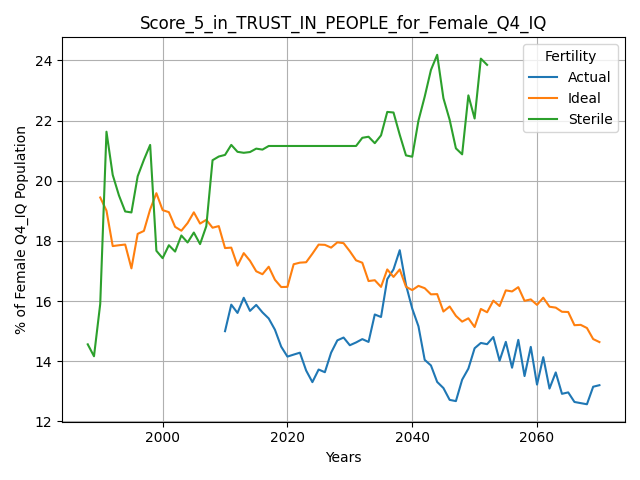 Score_5_in_TRUST_IN_PEOPLE_for_Female_Q4_IQ
Fertility
Actual
Ideal
Sterile
% of Female Q4_IQ Population
24
22
20
18
16
14
12
2000
2020
2040
2060
Years